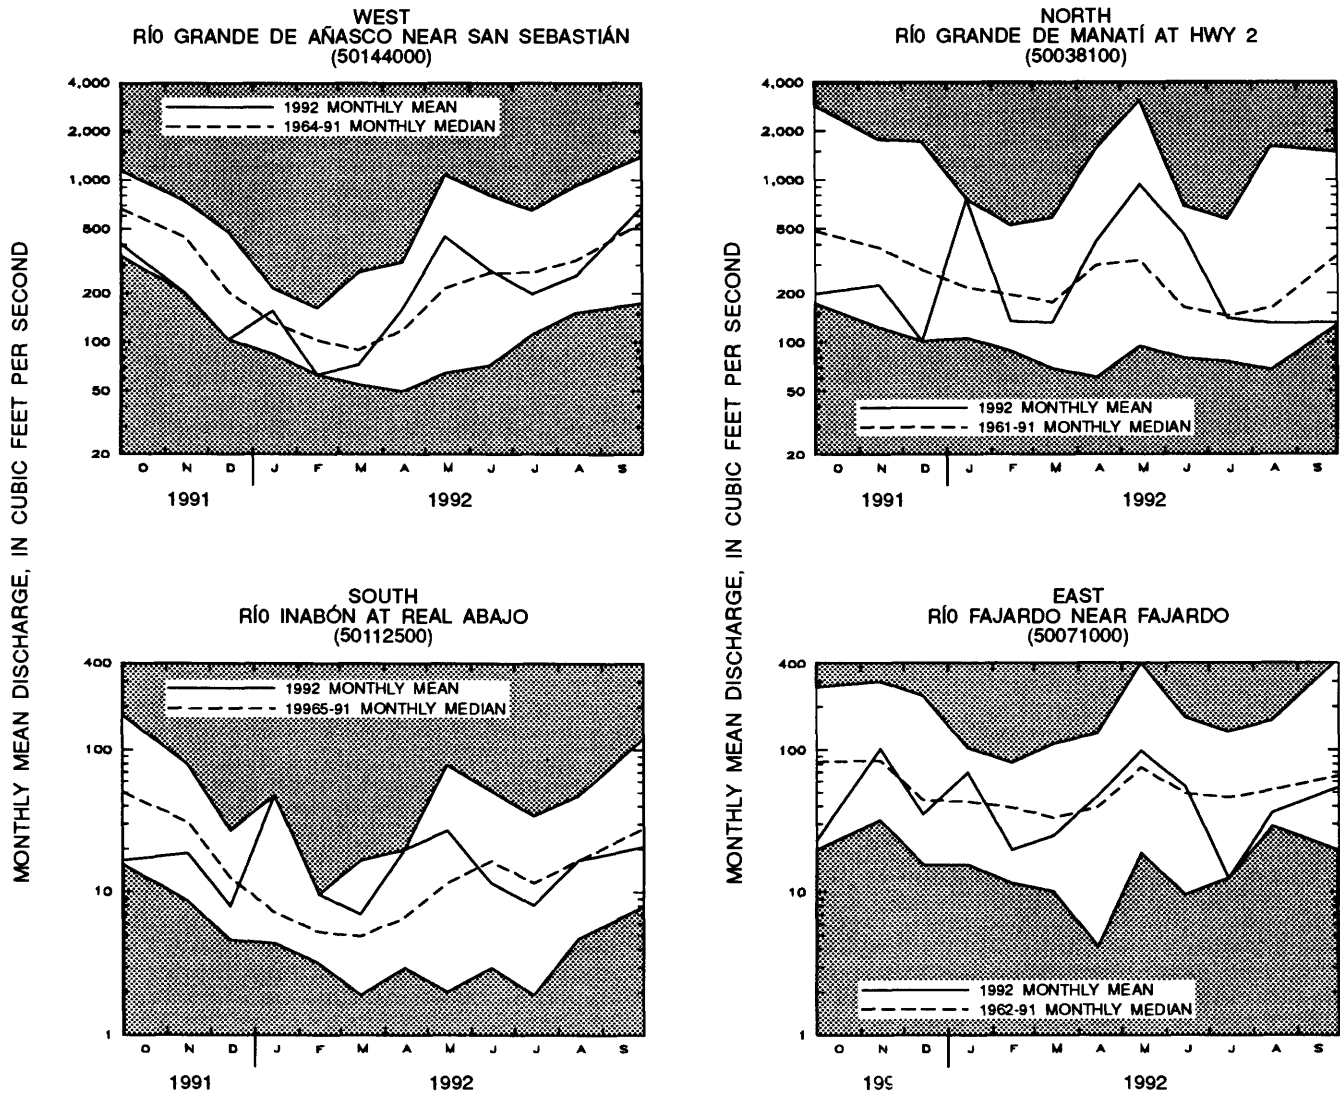 WEST
RÍO GRANDE DE AÑASCO NEAR SAN SEBASTIÁN
(50144000)
MONTHLY MEAN DISCHARGE, IN CUBIC FEET PER SECOND
4,000
2,000
1,000
500
200
100
50
20
1992 MONTHLY MEAN
1964-91 MONTHLY MEDIAN
O N D J F M A M J J A S
1991 1992
NORTH
RÍO GRANDE DE MANATÍ AT HWY 2
(50038100)
MONTHLY MEAN DISCHARGE, IN CUBIC FEET PER SECOND
4,000
2,000
1,000
500
200
100
50
20
1992 MONTHLY MEAN
1961-91 MONTHLY MEDIAN
O N D J F M A M J J A S
1991 1992
SOUTH
RÍO INABÓN AT REAL ABAJO
(50112500)
400
100
10
1
1992 MONTHLY MEAN
19965-91 MONTHLY MEDIAN
O N D J F M A M J J A S
1991 1992
EAST
RÍO FAJARDO NEAR FAJARDO
(50071000)
400
100
10
1
1992 MONTHLY MEAN
1962-91 MONTHLY MEDIAN
O N D J F M A M J J A S
199 1992